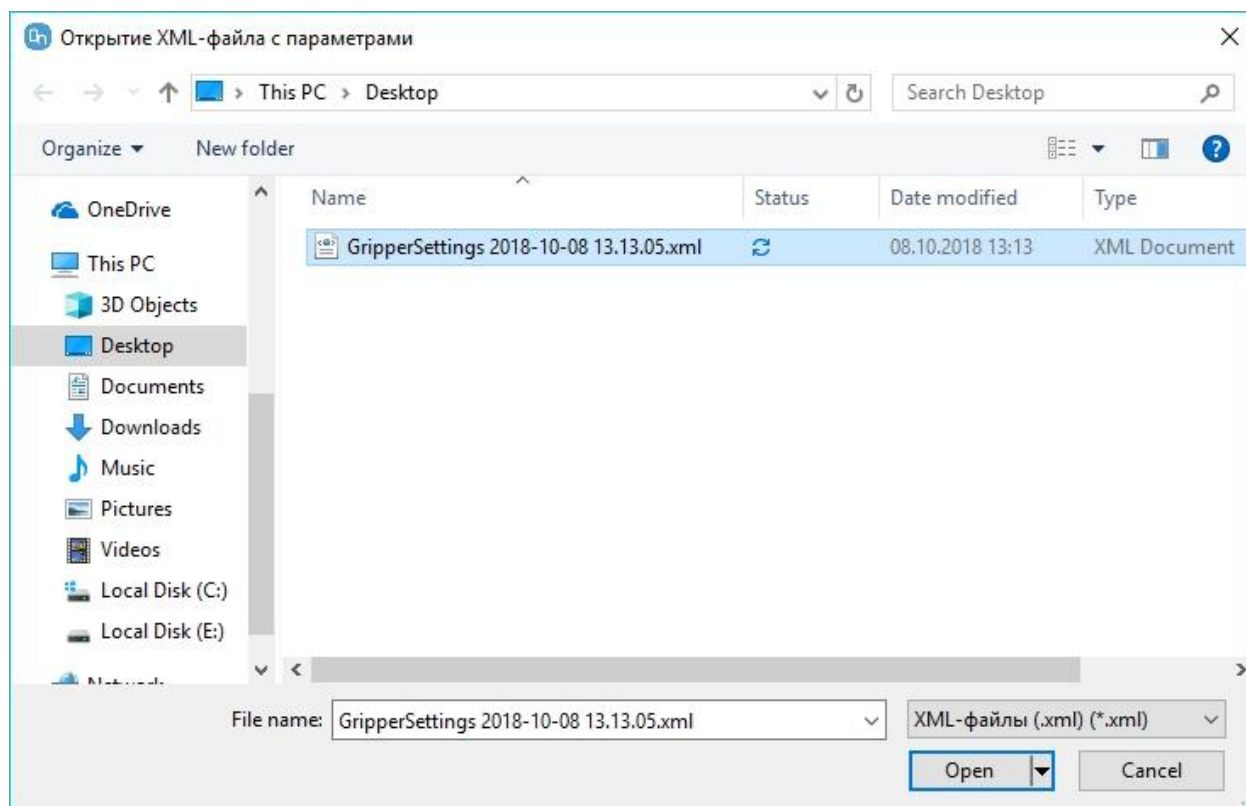 Открытие XML-файла с параметрами
This PC > Desktop
Search Desktop
Organize
New folder
Name
Status
Date modified
Type
GripperSettings 2018-10-08 13.13.05.xml
08.10.2018 13:13
XML Document
OneDrive
This PC
3D Objects
Desktop
Documents
Downloads
Music
Pictures
Videos
Local Disk (C:)
Local Disk (E:)
Network
File name:
GripperSettings 2018-10-08 13.13.05.xml
XML-файлы (.xml) (*.xml)
Open
Cancel